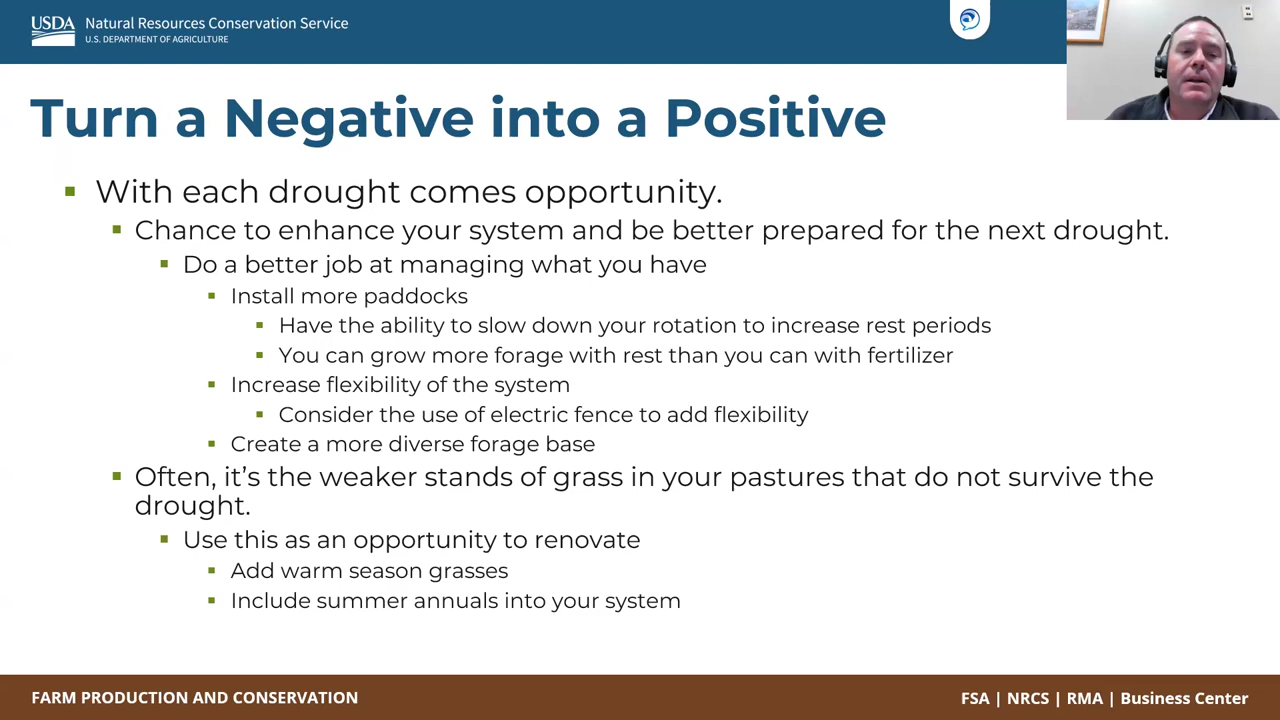 USDA Natural Resources Conservation Service
U.S. DEPARTMENT OF AGRICULTURE
Turn a Negative into a Positive
With each drought comes opportunity.
Chance to enhance your system and be better prepared for the next drought.
Do a better job at managing what you have
Install more paddocks
Have the ability to slow down your rotation to increase rest periods
You can grow more forage with rest than you can with fertilizer
Increase flexibility of the system
Consider the use of electric fence to add flexibility
Create a more diverse forage base
Often, it’s the weaker stands of grass in your pastures that do not survive the
drought.
Use this as an opportunity to renovate
Add warm season grasses
Include summer annuals into your system
FARM PRODUCTION AND CONSERVATION
FSA | NRCS | RMA | Business Center